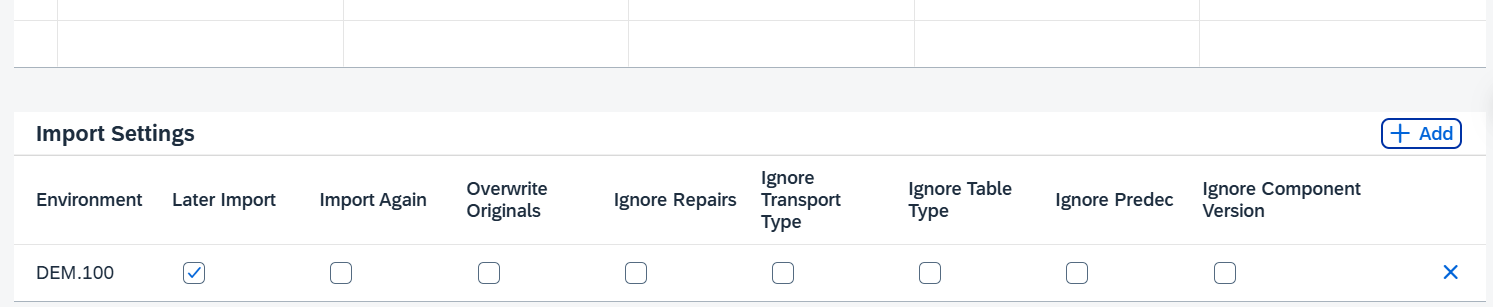 Import Settings
Add
Environment
Later Import
Import Again
Overwrite
Originals
Ignore Repairs
Ignore
Transport
Type
Ignore Table
Type
Ignore Predec
Ignore Component
Version
DEM.100